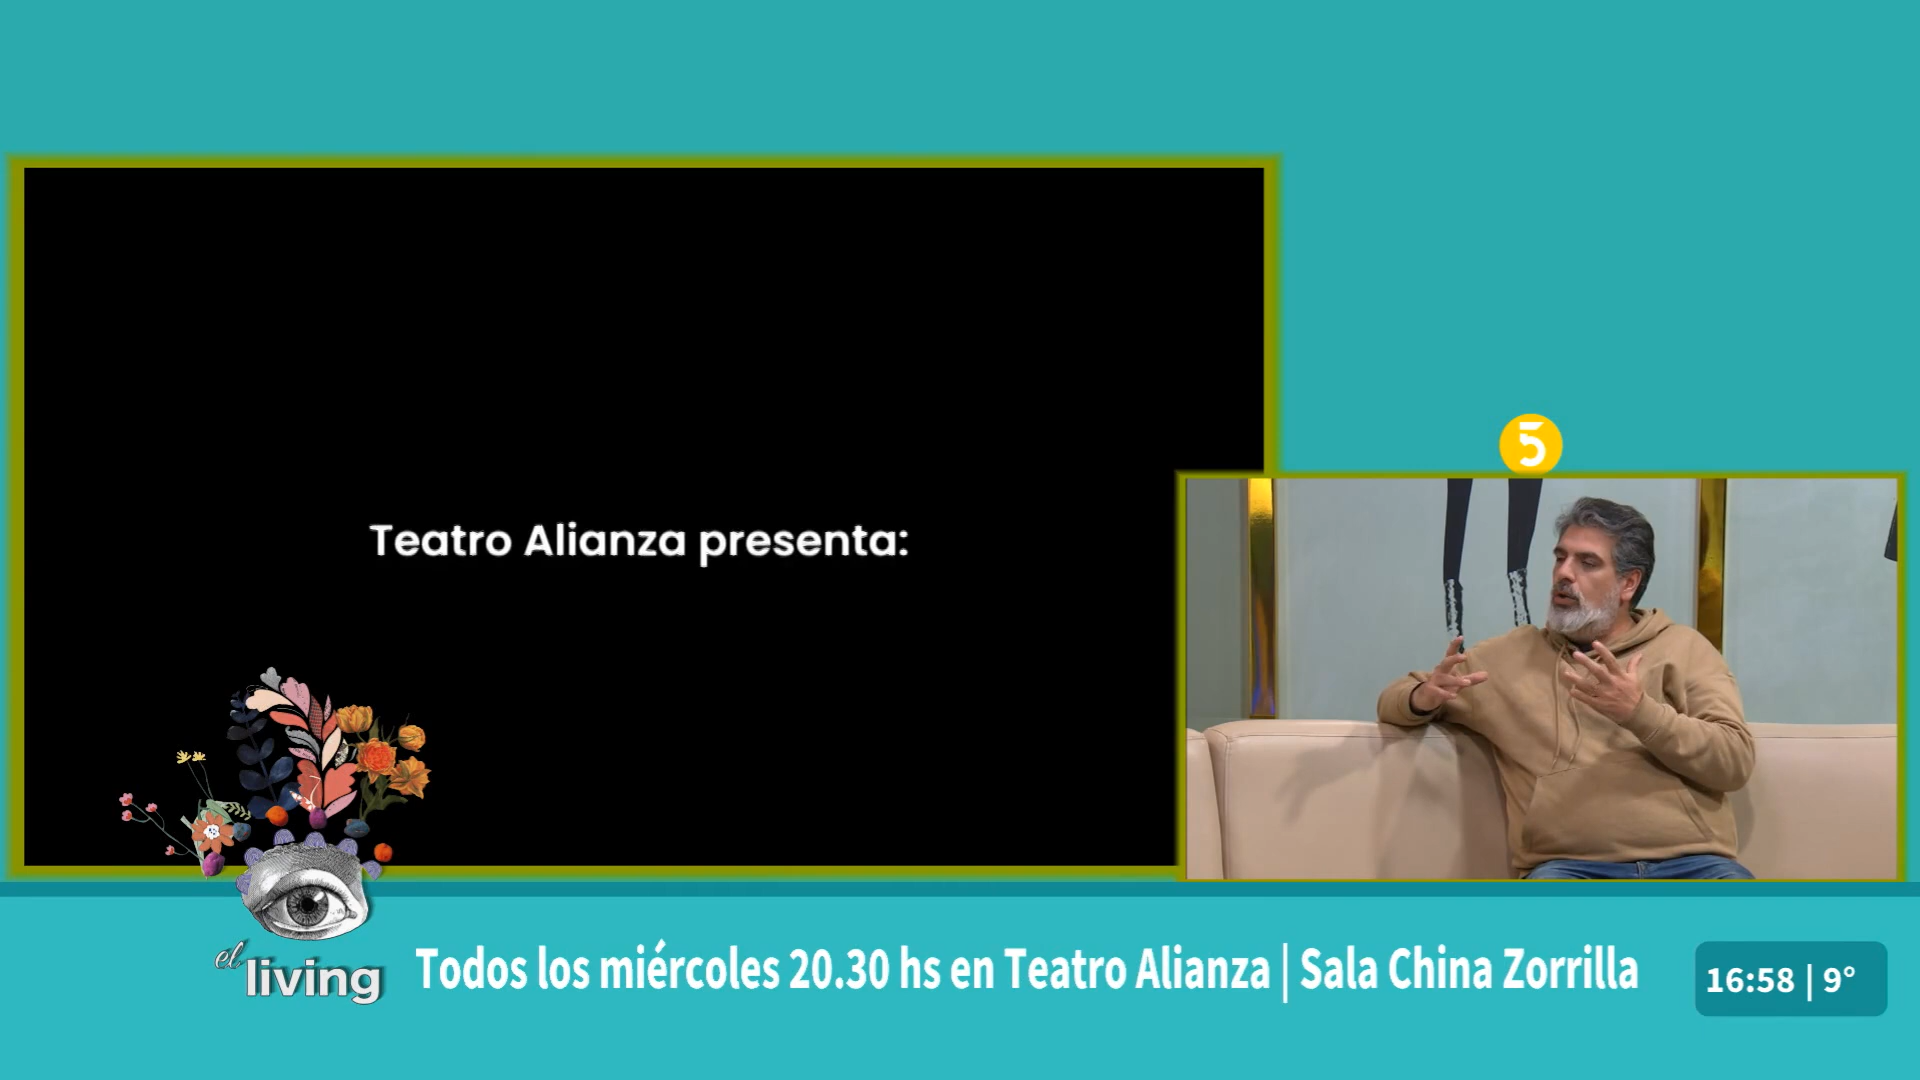 Teatro Alianza presenta:
5
el
living
Todos los miércoles 20.30 hs en Teatro Alianza | Sala China Zorrilla
16:58 | 9°